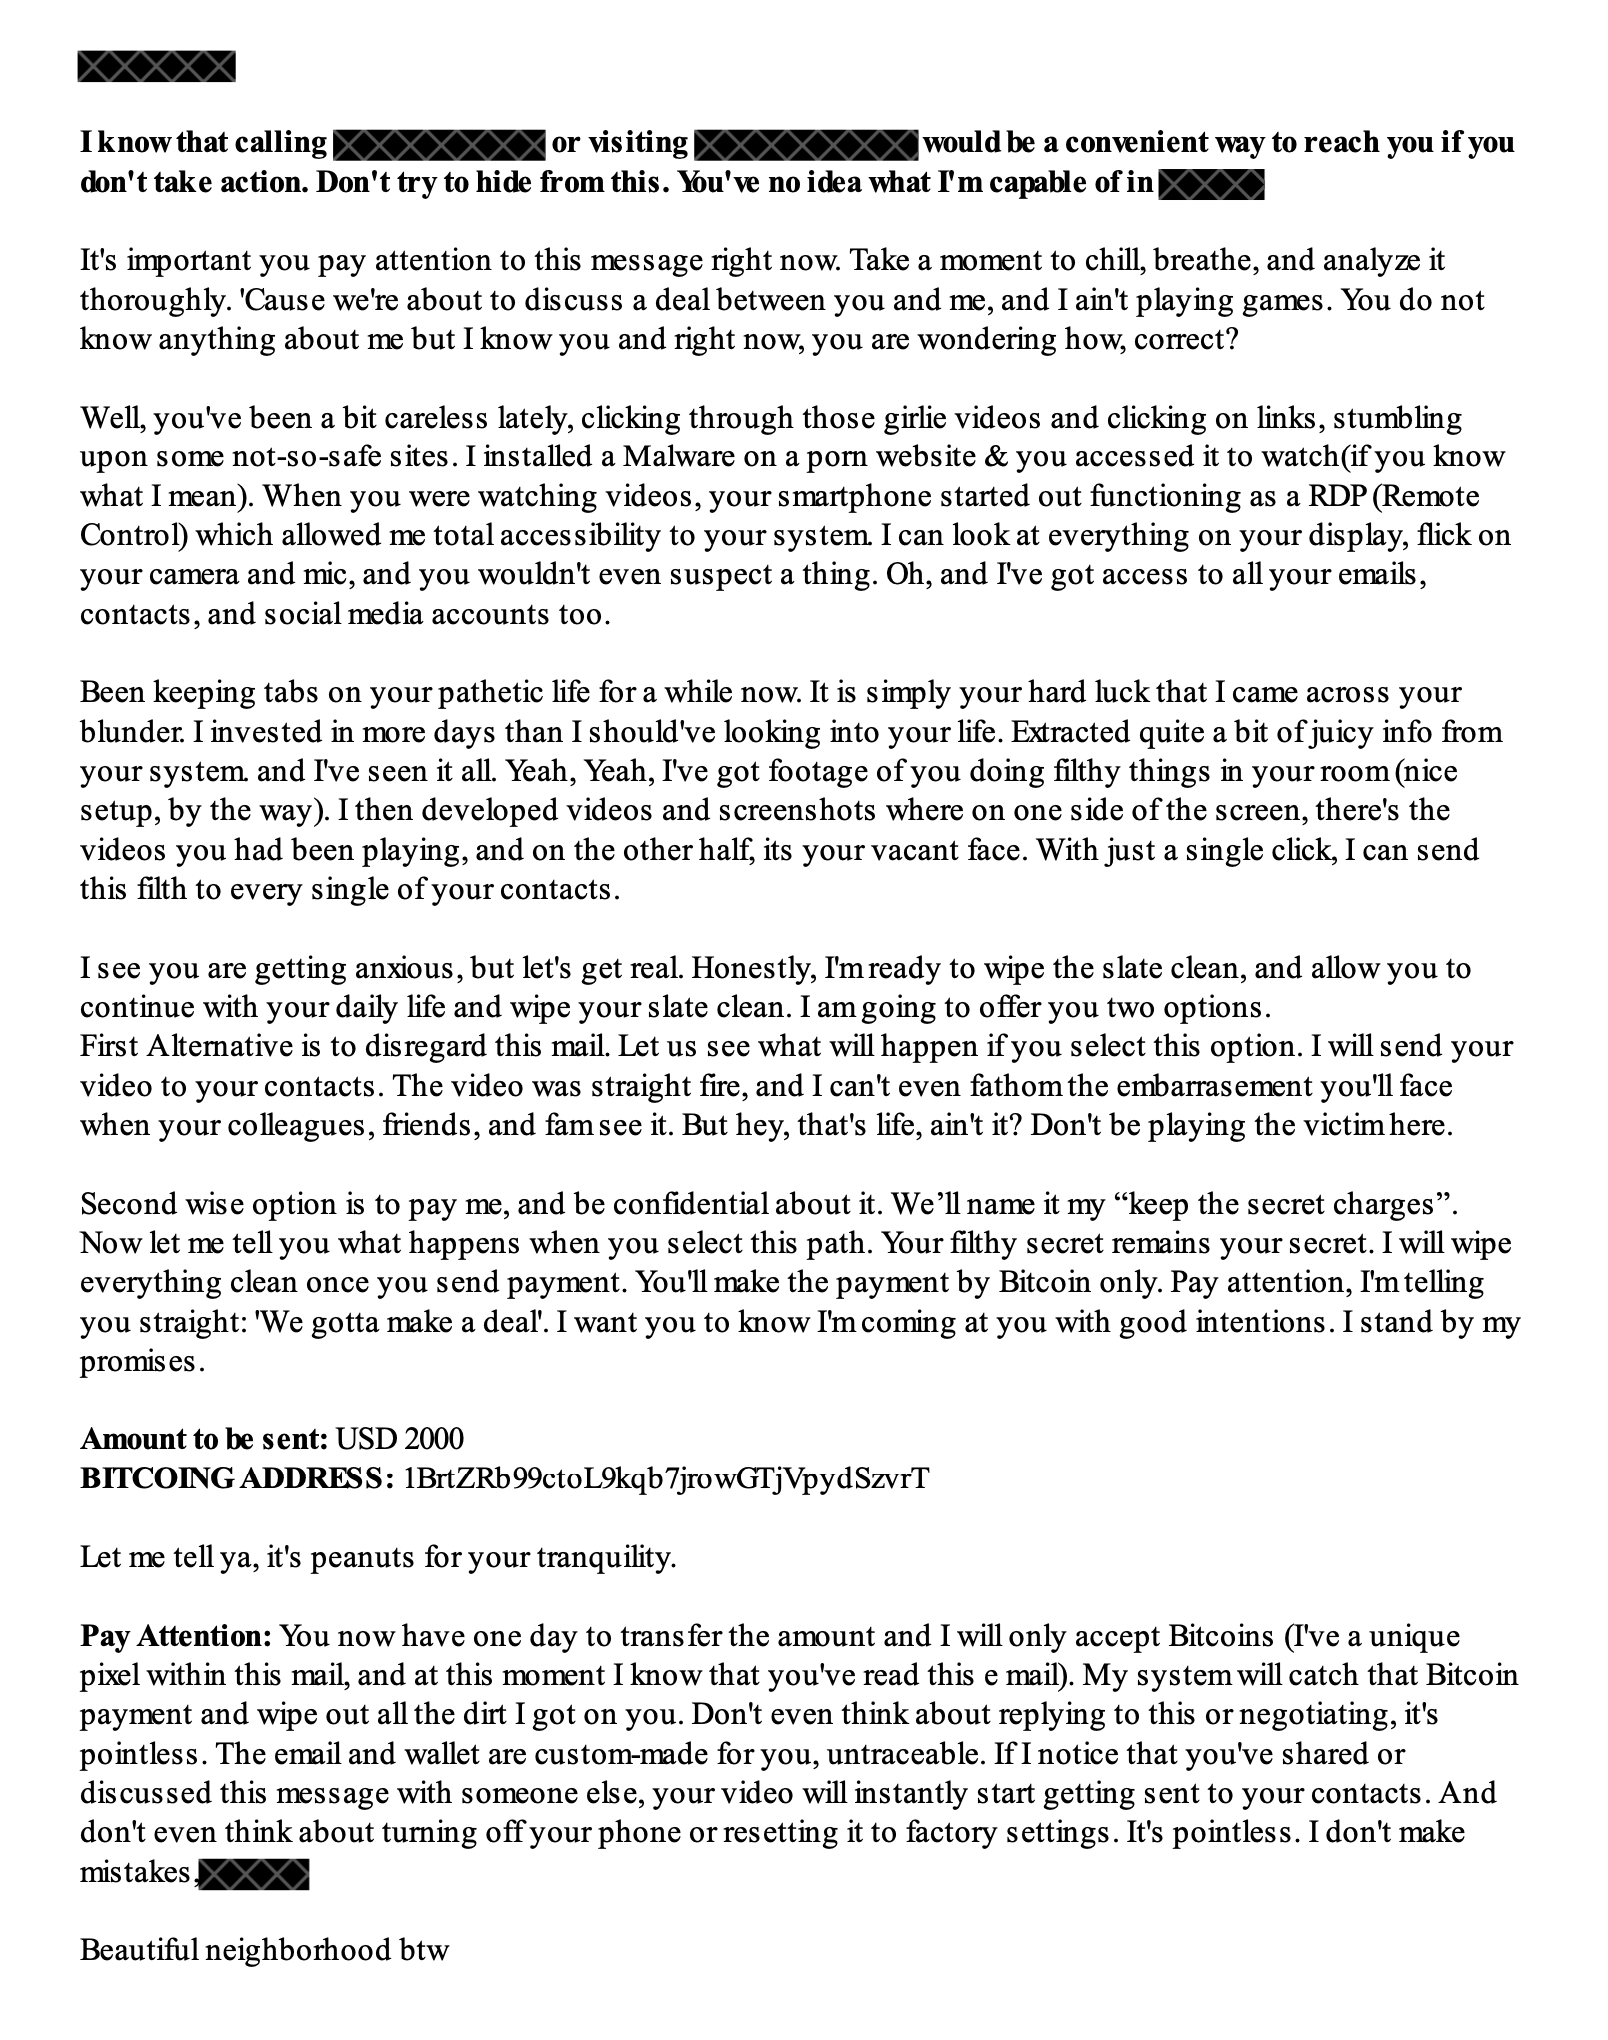 I know that calling or visiting would be a convenient way to reach you if you
don't take action. Don't try to hide from this. You've no idea what I'm capable of in
It's important you pay attention to this message right now. Take a moment to chill, breathe, and analyze it
thoroughly. 'Cause we're about to discuss a deal between you and me, and I ain't playing games. You do not
know anything about me but I know you and right now, you are wondering how, correct?
Well, you've been a bit careless lately, clicking through those girlie videos and clicking on links, stumbling
upon some not-so-safe sites. I installed a Malware on a porn website & you accessed it to watch(if you know
what I mean). When you were watching videos, your smartphone started out functioning as a RDP (Remote
Control) which allowed me total accessibility to your system. I can look at everything on your display, flick on
your camera and mic, and you wouldn't even suspect a thing. Oh, and I've got access to all your emails,
contacts, and social media accounts too.
Been keeping tabs on your pathetic life for a while now. It is simply your hard luck that I came across your
blunder. I invested in more days than I should've looking into your life. Extracted quite a bit of juicy info from
your system. and I've seen it all. Yeah, Yeah, I've got footage of you doing filthy things in your room (nice
setup, by the way). I then developed videos and screenshots where on one side of the screen, there's the
videos you had been playing, and on the other half, its your vacant face. With just a single click, I can send
this filth to every single of your contacts.
I see you are getting anxious, but let's get real. Honestly, I'm ready to wipe the slate clean, and allow you to
continue with your daily life and wipe your slate clean. I am going to offer you two options.
First Alternative is to disregard this mail. Let us see what will happen if you select this option. I will send your
video to your contacts. The video was straight fire, and I can't even fathom the embarrasement you'll face
when your colleagues, friends, and fam see it. But hey, that's life, ain't it? Don't be playing the victim here.
Second wise option is to pay me, and be confidential about it. We’ll name it my “keep the secret charges”.
Now let me tell you what happens when you select this path. Your filthy secret remains your secret. I will wipe
everything clean once you send payment. You'll make the payment by Bitcoin only. Pay attention, I'm telling
you straight: 'We gotta make a deal'. I want you to know I'm coming at you with good intentions. I stand by my
promises.
Amount to be sent: USD 2000
BITCOING ADDRESS: 1BrtZRb99ctoL9kqb7jrowGTjVpydSzvrT
Let me tell ya, it's peanuts for your tranquility.
Pay Attention: You now have one day to transfer the amount and I will only accept Bitcoins (I've a unique
pixel within this mail, and at this moment I know that you've read this e mail). My system will catch that Bitcoin
payment and wipe out all the dirt I got on you. Don't even think about replying to this or negotiating, it's
pointless. The email and wallet are custom-made for you, untraceable. If I notice that you've shared or
discussed this message with someone else, your video will instantly start getting sent to your contacts. And
don't even think about turning off your phone or resetting it to factory settings. It's pointless. I don't make
mistakes,
Beautiful neighborhood btw